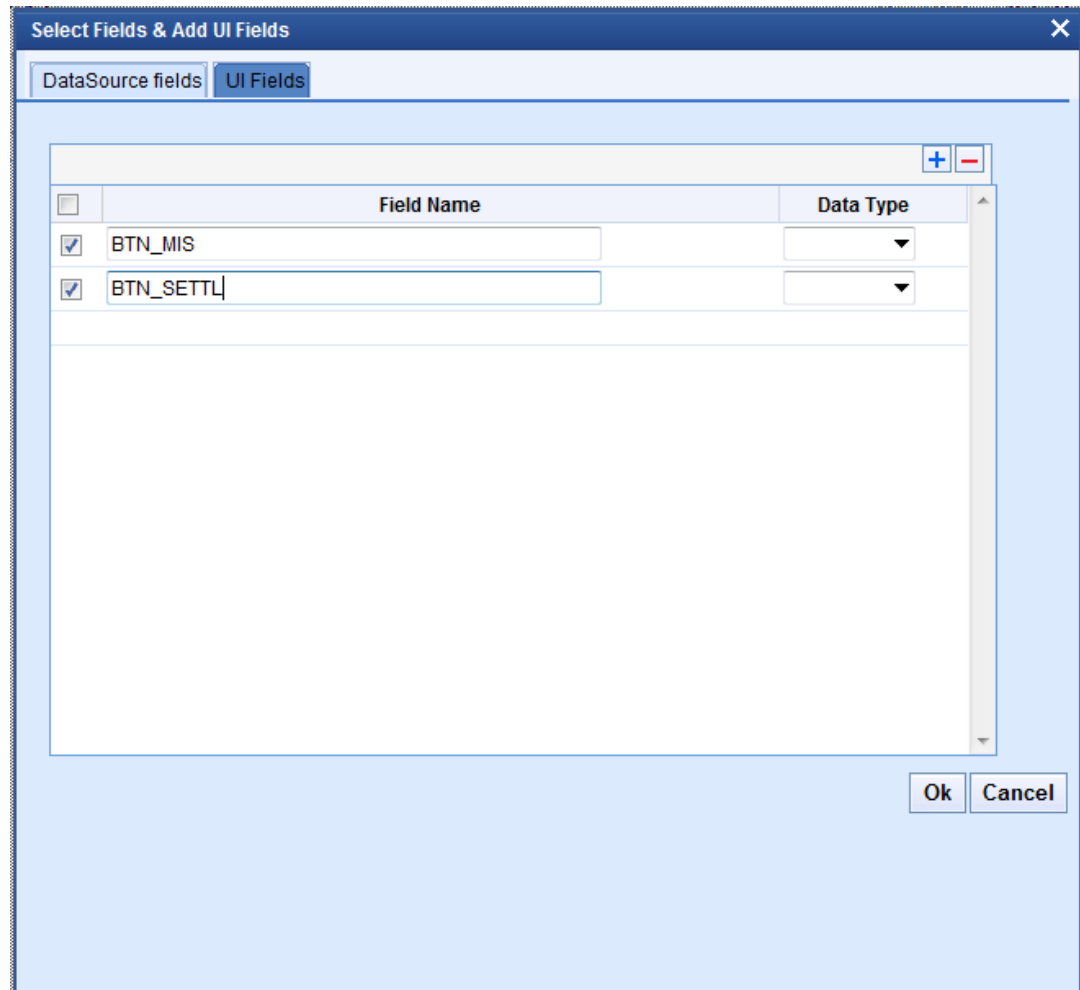 Select Fields & Add UI Fields
DataSource fields UI Fields
Field Name Data Type
BTN_MIS
BTN_SETTL
Ok Cancel